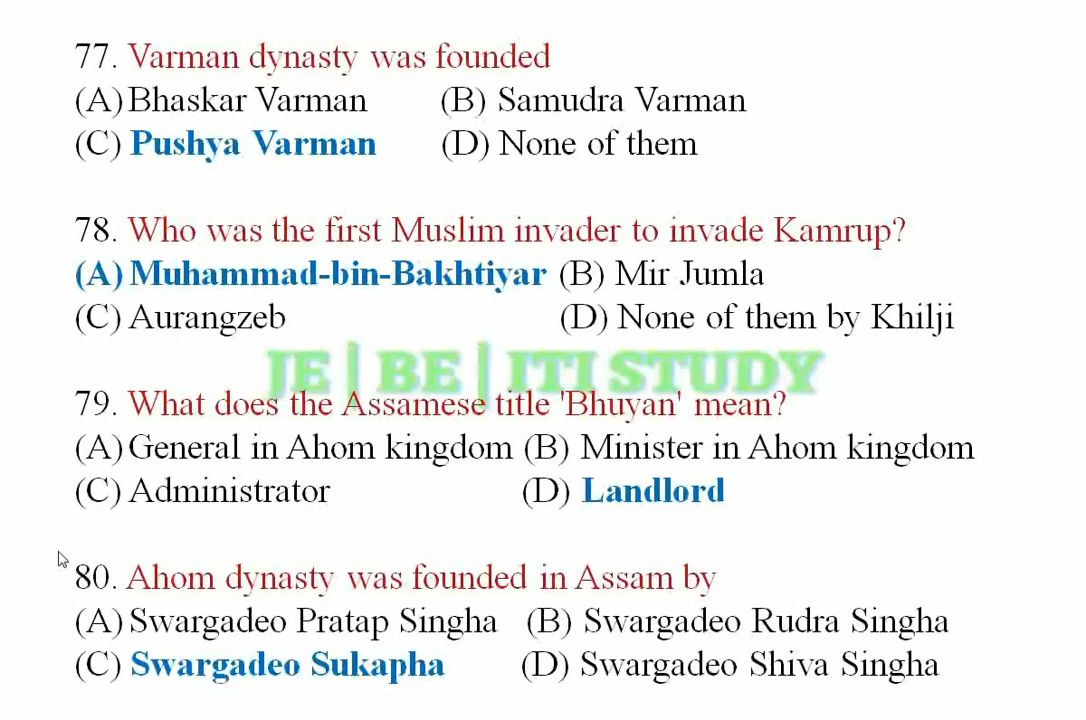 77. Varman dynasty was founded
(A) Bhaskar Varman (B) Samudra Varman
(C) Pushya Varman (D) None of them
78. Who was the first Muslim invader to invade Kamrup?
(A) Muhammad-bin-Bakhtiyar (B) Mir Jumla
(C) Aurangzeb (D) None of them by Khilji
JE | BE | ITI STUDY
79. What does the Assamese title 'Bhuyan' mean?
(A) General in Ahom kingdom (B) Minister in Ahom kingdom
(C) Administrator (D) Landlord
80. Ahom dynasty was founded in Assam by
(A) Swargadeo Pratap Singha (B) Swargadeo Rudra Singha
(C) Swargadeo Sukapha (D) Swargadeo Shiva Singha